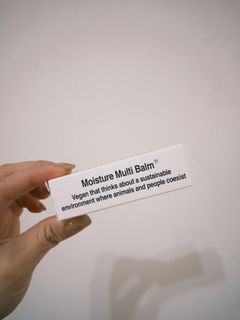 Moisture Multi Balm®
Vegan that thinks about a sustainable
environment where animals and people coexist